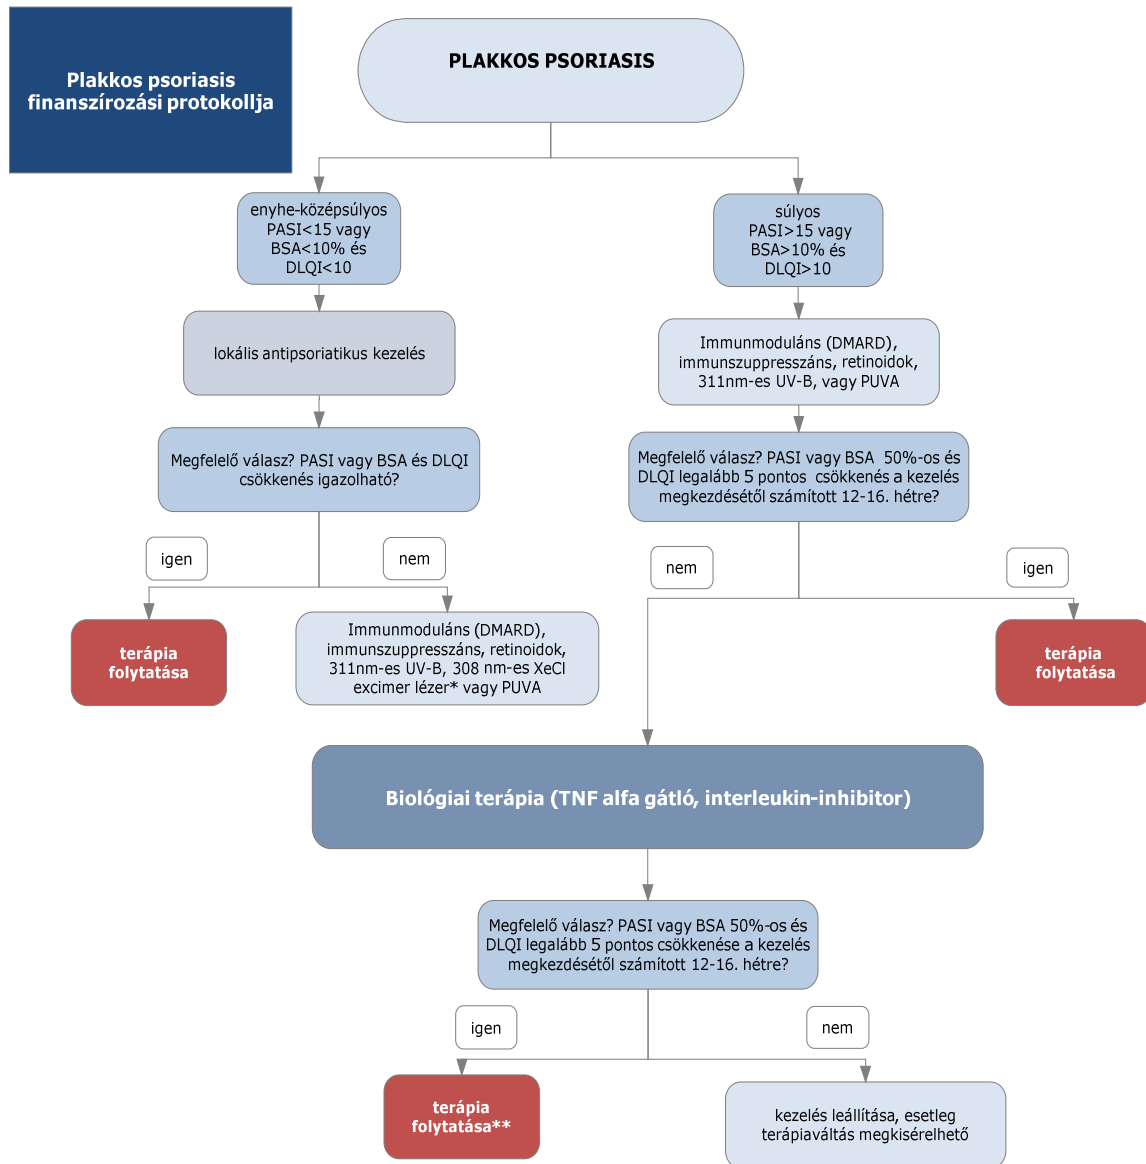 Plakkos psoriasis
finanszírozási protokollja
PLAKKOS PSORIASIS
enyhe-középsúlyos
PASI<15 vagy
BSA<10% és
DLQI<10
súlyos
PASI>15 vagy
BSA>10% és
DLQI>10
lokális antipsoriatikus kezelés
Immunmoduláns (DMARD),
immunszuppresszáns, retinoidok,
311nm-es UV-B, vagy PUVA
Megfelelő válasz? PASI vagy BSA és DLQI
csökkenés igazolható?
Megfelelő válasz? PASI vagy BSA 50%-os és
DLQI legalább 5 pontos csökkenés a kezelés
megkezdésétől számított 12-16. hétre?
igen
nem
nem
igen
terápia
folytatása
Immunmoduláns (DMARD),
immunszuppresszáns, retinoidok,
311nm-es UV-B, 308 nm-es XeCl
excimer lézer* vagy PUVA
terápia
folytatása
Biológiai terápia (TNF alfa gátló, interleukin-inhibitor)
Megfelelő válasz? PASI vagy BSA 50%-os és
DLQI legalább 5 pontos csökkenése a kezelés
megkezdésétől számított 12-16. hétre?
igen
nem
terápia
folytatása**
kezelés leállítása, esetleg
terápiaváltás megkisérelhető